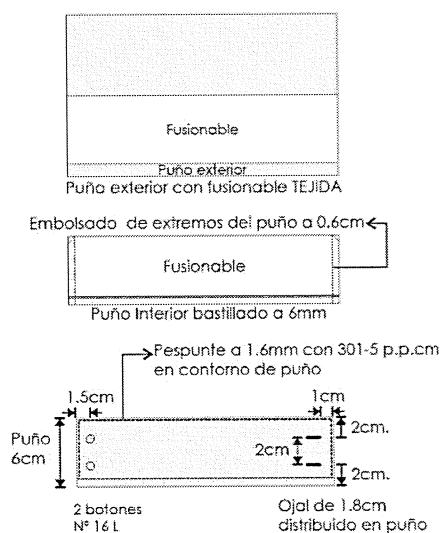 Fusionable
Puño exterior
Puño exterior con fusionable TEJIDA
Embolsado de extremos del puño a 0.6cm
Fusionable
Puño Interior bastillado a 6mm
Pespunte a 1.6mm con 301-5 p.p.cm
en contorno de puño
1.5cm
1cm
Puño
6cm
2cm
2cm.
2cm.
2 botones
Nº 16 L
Ojal de 1.8cm
distribuido en puño